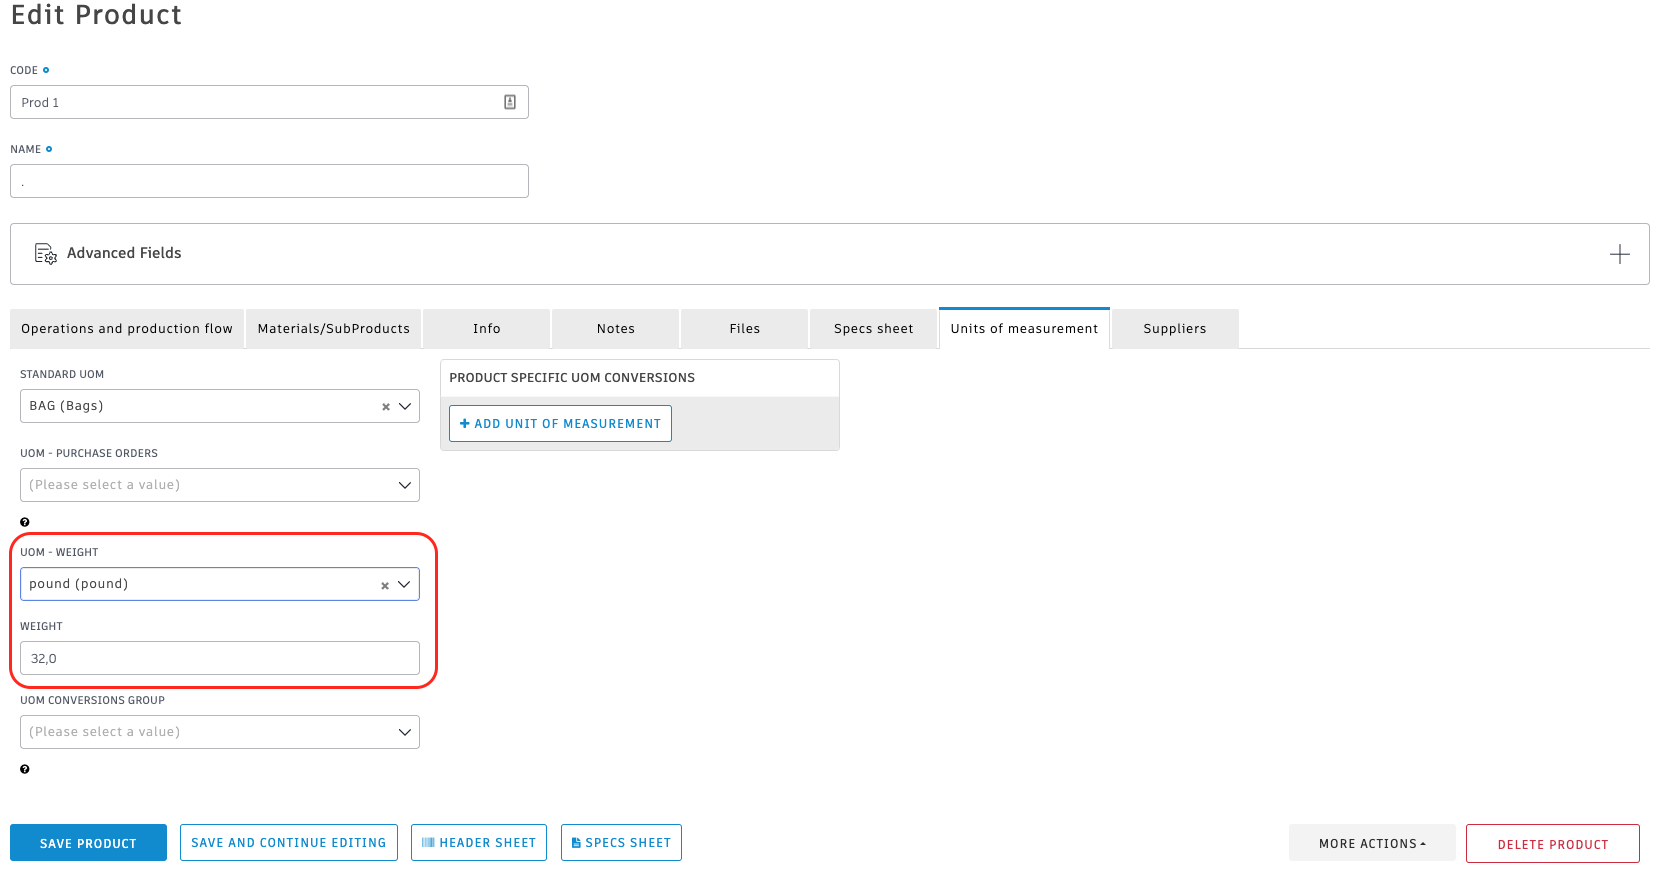 Edit Product
CODE
Prod 1
NAME
.
Advanced Fields
Operations and production flow Materials/SubProducts Info Notes Files Specs sheet Units of measurement Suppliers
STANDARD UOM
BAG (Bags)
PRODUCT SPECIFIC UOM CONVERSIONS
+ ADD UNIT OF MEASUREMENT
UOM - PURCHASE ORDERS
(Please select a value)
?
UOM - WEIGHT
pound (pound)
WEIGHT
32,0
UOM CONVERSIONS GROUP
(Please select a value)
?
SAVE PRODUCT SAVE AND CONTINUE EDITING HEADER SHEET SPECS SHEET MORE ACTIONS DELETE PRODUCT